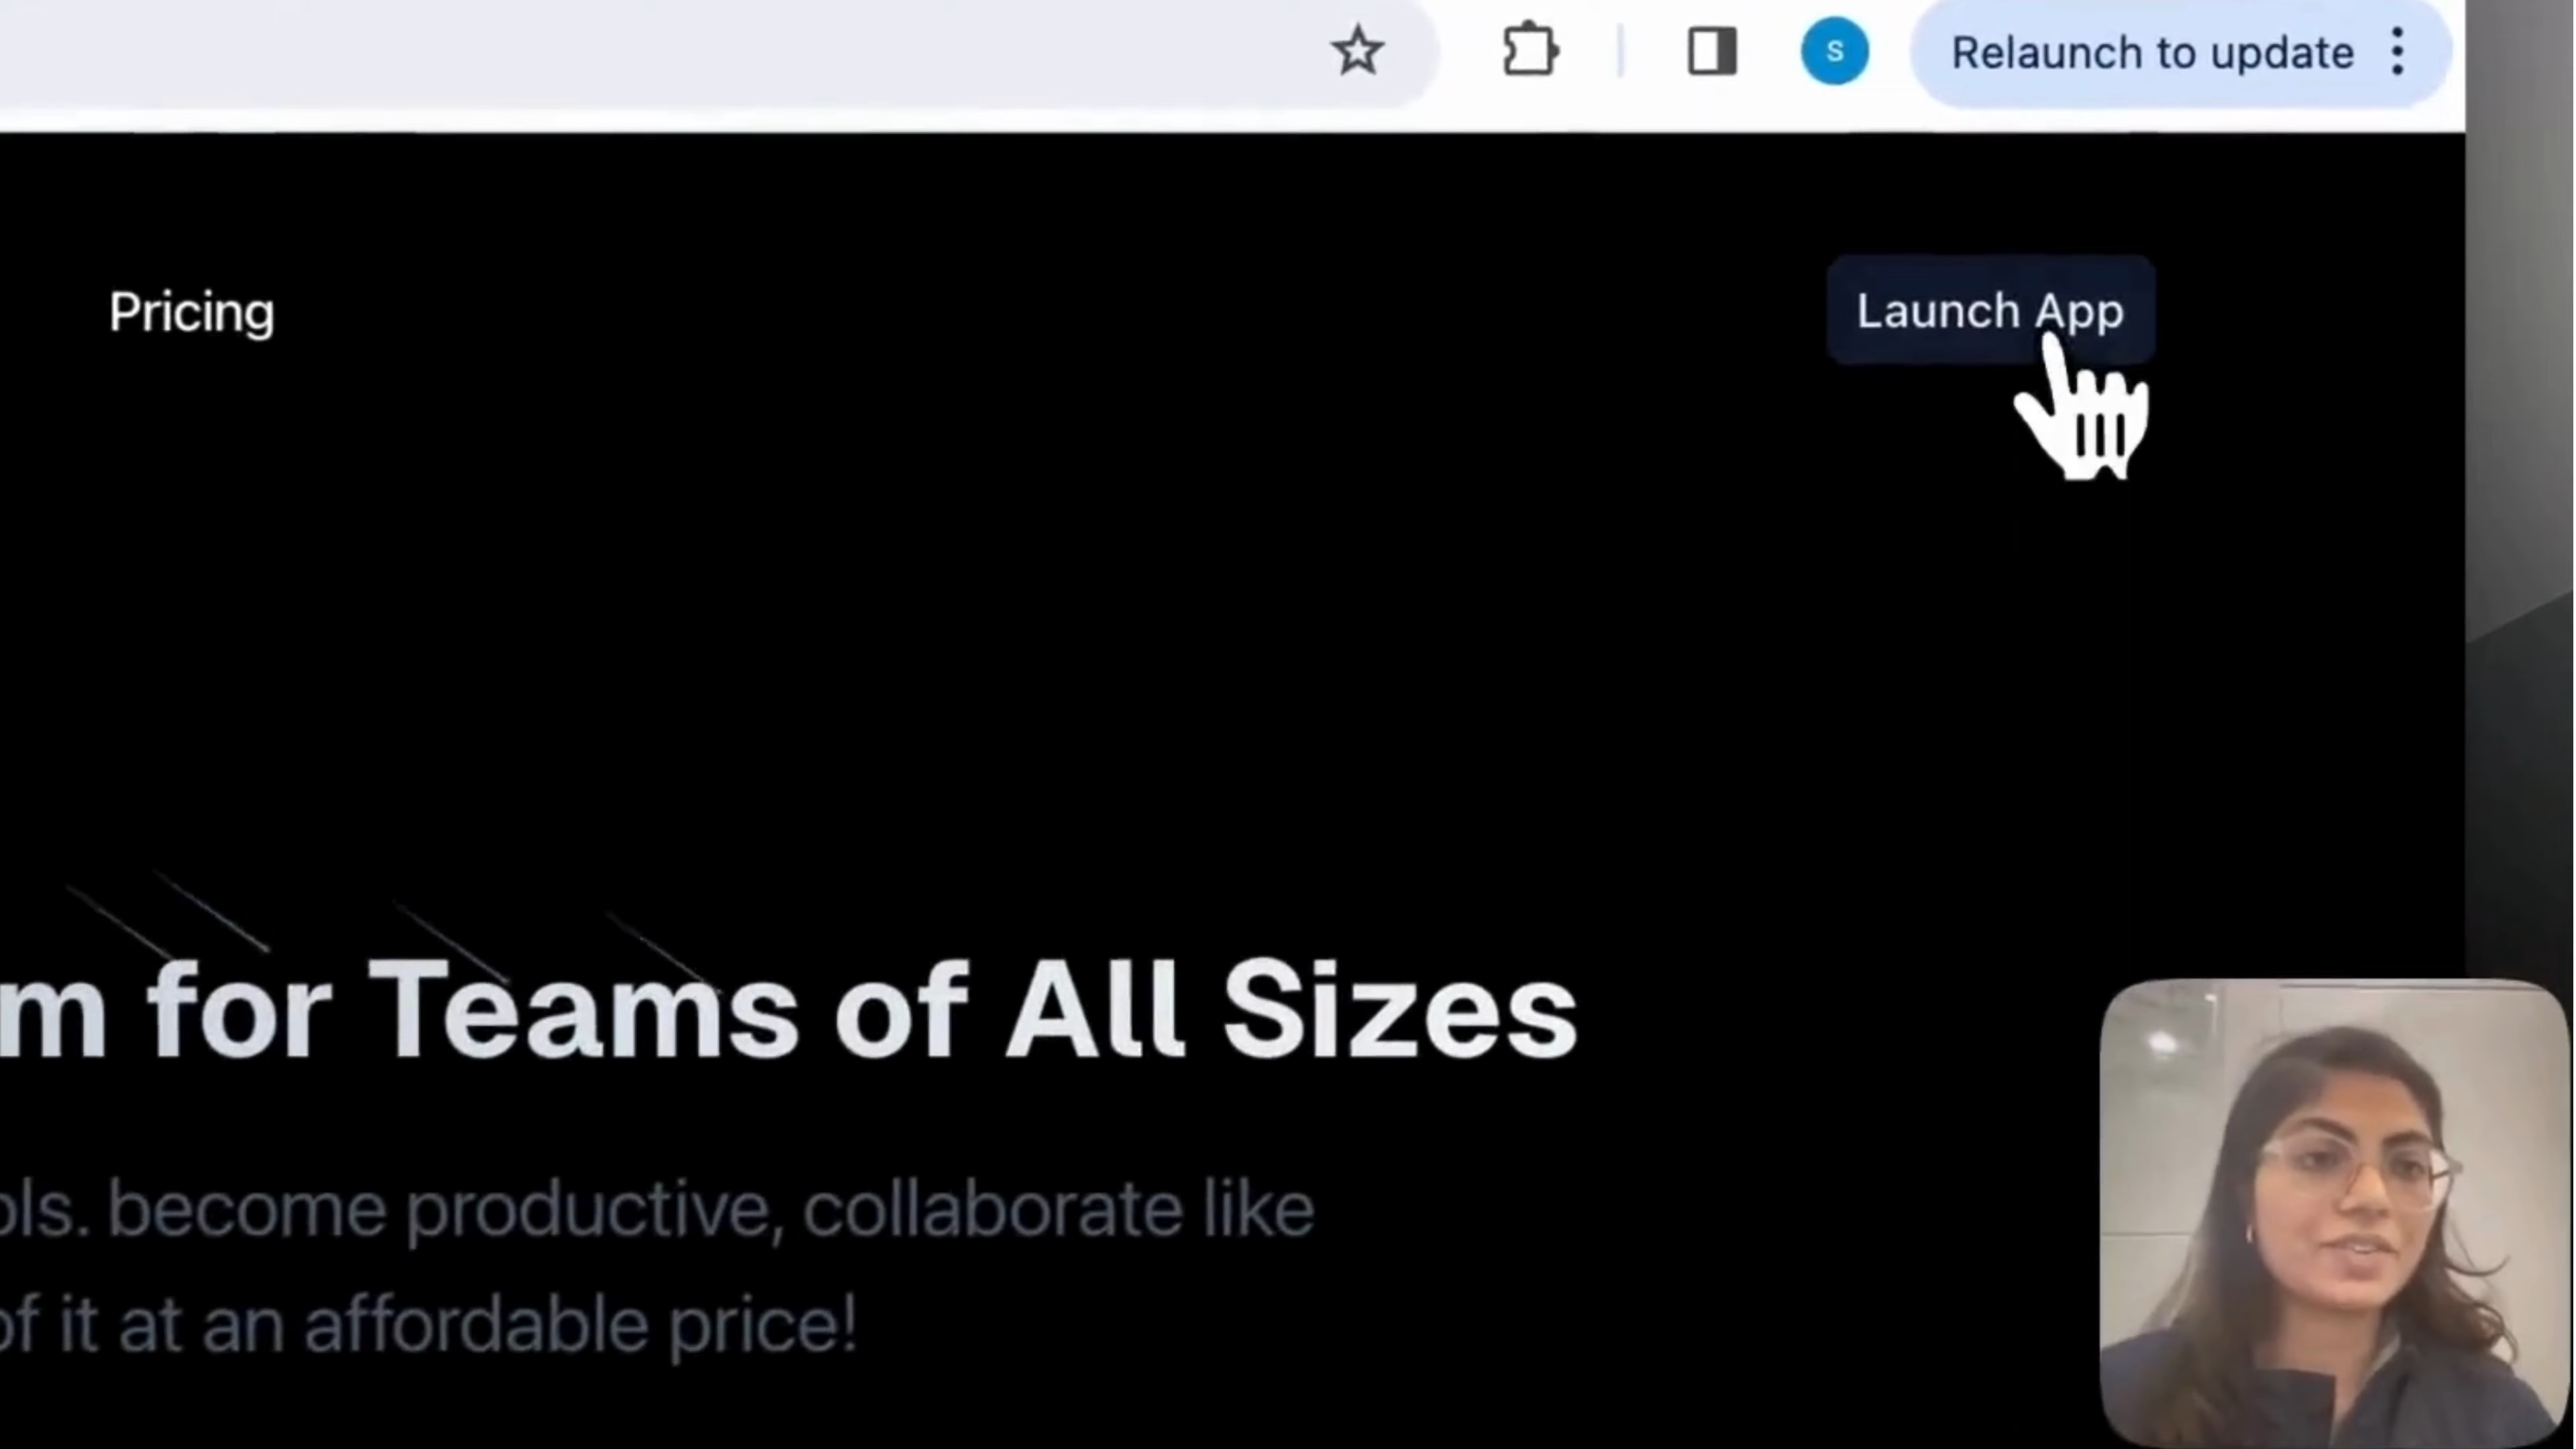 S
Relaunch to update
Pricing
Launch App
m for Teams of All Sizes
ols. become productive, collaborate like
of it at an affordable price!